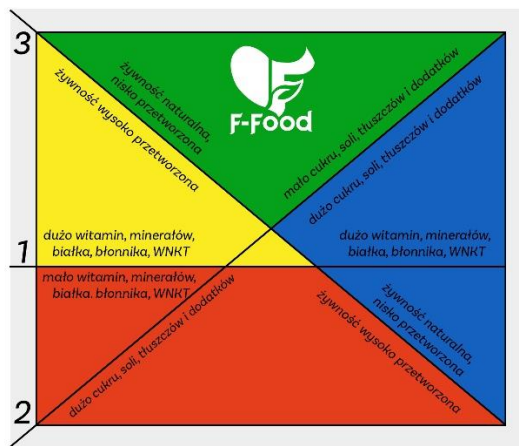 3
żywność naturalna,
nisko przetworzona
żywność wysoko przetworzona
F-Food
mało cukru, soli, tłuszczów i dodatków
dużo cukru, soli, tłuszczów i dodatków
dużo witamin, minerałów,
białka, błonnika, WNKT
dużo witamin, minerałów,
białka, błonnika, WNKT
1
mało witamin, minerałów,
białka. błonnika, WNKT
dużo cukru, soli, tłuszczów i dodatków
żywność wysoko przetworzona
żywność naturalna,
nisko przetworzona
2